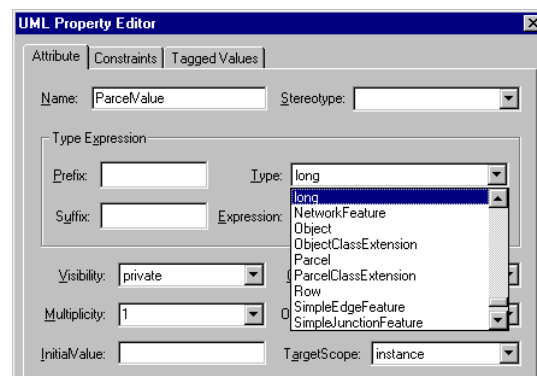 UML Property Editor
Attribute Constraints Tagged Values
Name: ParcelValue Stereotype:
Type Expression
Prefix: Type: long
long
NetworkFeature
Suffix: Expression: Object
ObjectClassExtension
Parcel
Visibility: private ParcelClassExtension
Row
Multiplicity: 1 SimpleEdgeFeature
SimpleJunctionFeature
InitialValue: TargetScope: instance